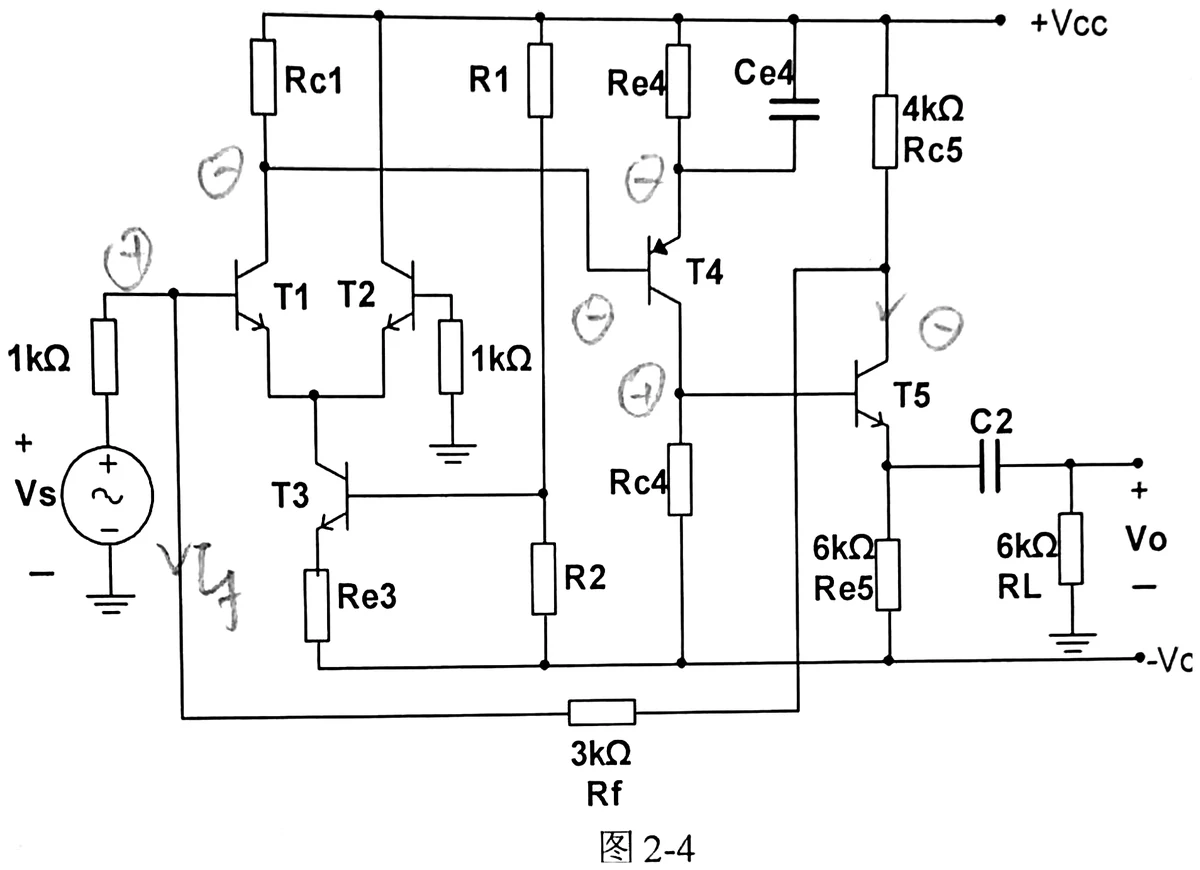 +Vcc
Rc1
R1
Re4
Ce4
4kΩ
Rc5
T1
T2
T4
1kΩ
1kΩ
T5
C2
+
Vs
−
+
−
T3
Rc4
R2
Re3
6kΩ
Re5
6kΩ
RL
+
Vo
−
-Vc
3kΩ
Rf
图 2-4